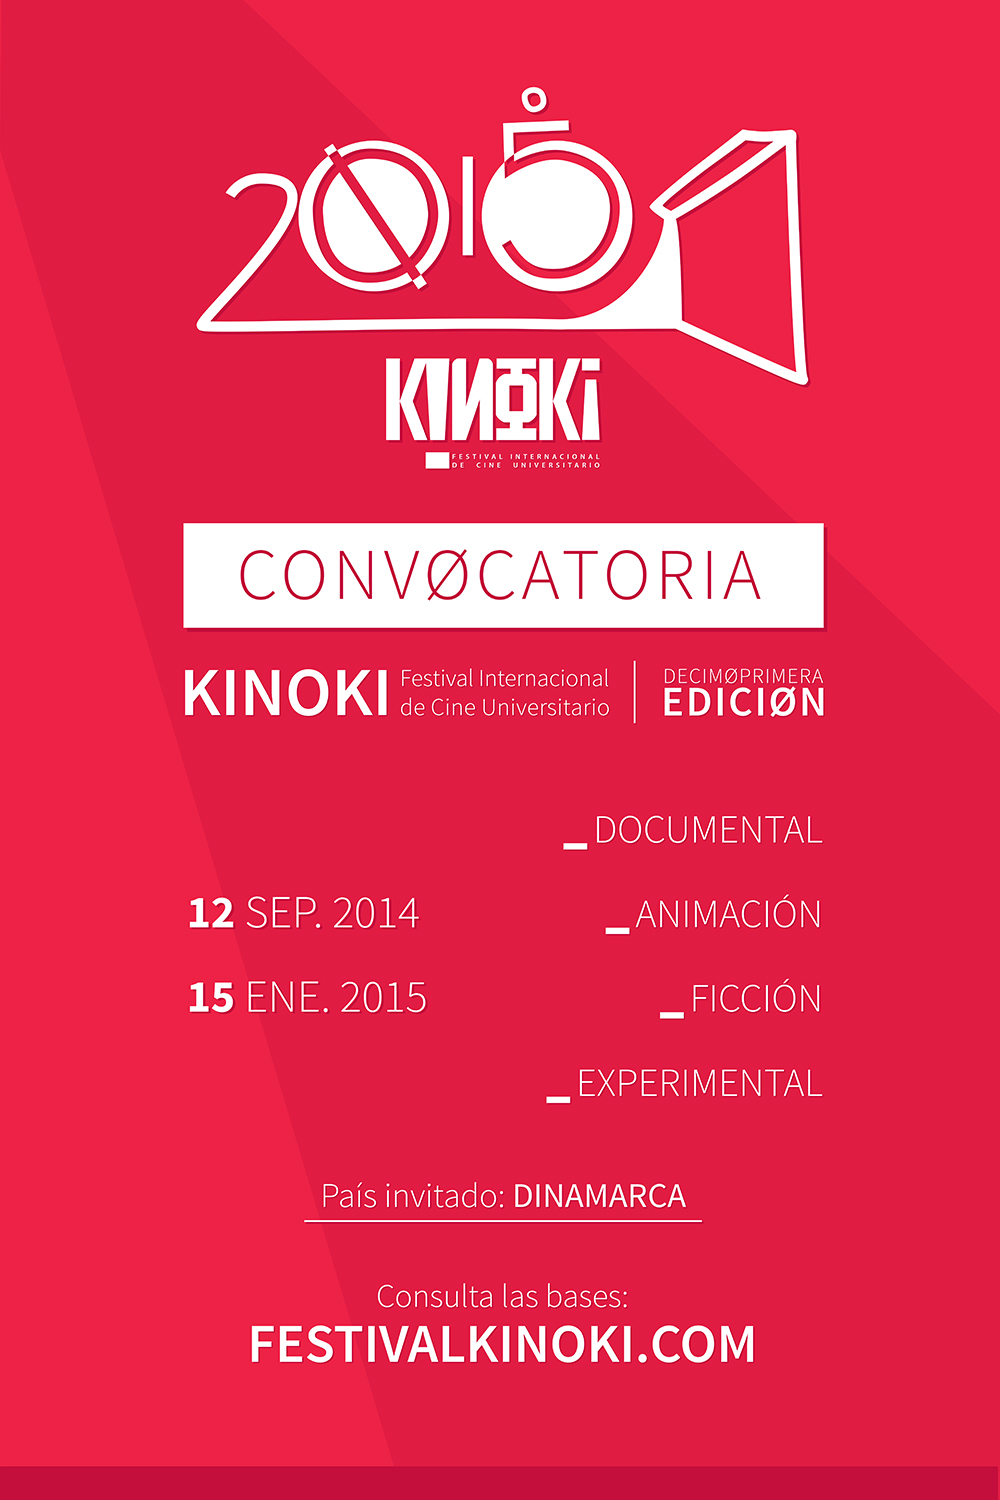 2Ø15
KINOKI
FESTIVAL INTERNACIONAL
DE CINE UNIVERSITARIO
CONVØCATORIA
KINOKI Festival Internacional
de Cine Universitario
DECIMØPRIMERA
EDICIØN
_DOCUMENTAL
12 SEP. 2014
_ANIMACIÓN
15 ENE. 2015
_FICCIÓN
_EXPERIMENTAL
País invitado: DINAMARCA
Consulta las bases:
FESTIVALKINOKI.COM